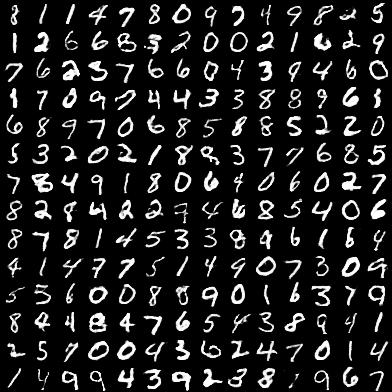 8 1 1 4 7 8 0 9 5 4 9 8 2 5
1 2 6 6 8 5 2 0 0 2 1 6 2 9
7 6 2 3 7 6 6 0 4 3 9 4 6 0
1 7 0 9 7 4 4 3 3 8 8 9 6 1
6 8 9 7 0 6 8 5 8 8 5 2 2 0
5 3 2 0 2 1 8 8 3 7 7 6 8 5
7 8 4 9 1 8 0 6 4 0 6 0 2 7
8 2 8 4 2 2 9 4 6 8 5 4 0 6
8 7 8 1 4 5 3 3 8 9 6 1 6 4
4 1 4 7 7 5 1 4 9 0 7 3 0 9
5 5 6 0 0 8 8 9 0 1 6 3 7 9
8 4 4 8 4 7 6 5 4 3 8 9 4 1
2 5 7 0 0 4 3 6 2 4 7 0 1 4
1 4 9 9 4 3 9 2 3 8 1 9 6 7